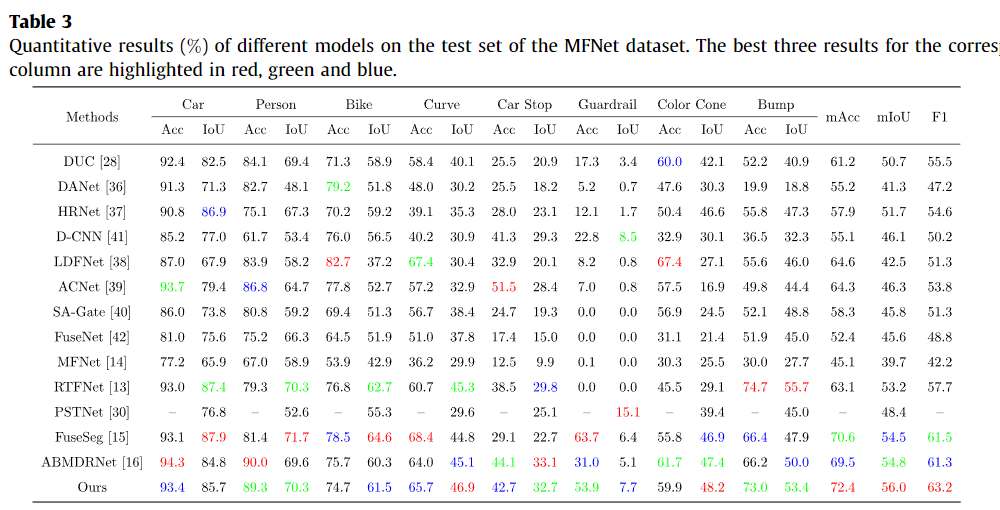 Table 3
Quantitative results (%) of different models on the test set of the MFNet dataset. The best three results for the corresp
column are highlighted in red, green and blue.
Methods Car Person Bike Curve Car Stop Guardrail Color Cone Bump mAcc mIoU F1
Acc IoU Acc IoU Acc IoU Acc IoU Acc IoU Acc IoU Acc IoU Acc IoU
DUC [28] 92.4 82.5 84.1 69.4 71.3 58.9 58.4 40.1 25.5 20.9 17.3 3.4 60.0 42.1 52.2 40.9 61.2 50.7 55.5
DANet [36] 91.3 71.3 82.7 48.1 79.2 51.8 48.0 30.2 25.5 18.2 5.2 0.7 47.6 30.3 19.9 18.8 55.2 41.3 47.2
HRNet [37] 90.8 86.9 75.1 67.3 70.2 59.2 39.1 35.3 28.0 23.1 12.1 1.7 50.4 46.6 55.8 47.3 57.9 51.7 54.6
D-CNN [41] 85.2 77.0 61.7 53.4 76.0 56.5 40.2 30.9 41.3 29.3 22.8 8.5 32.9 30.1 36.5 32.3 55.1 46.1 50.2
LDFNet [38] 87.0 67.9 83.9 58.2 82.7 37.2 67.4 30.4 32.9 20.1 8.2 0.8 67.4 27.1 55.6 46.0 64.6 42.5 51.3
ACNet [39] 93.7 79.4 86.8 64.7 77.8 52.7 57.2 32.9 51.5 28.4 7.0 0.8 57.5 16.9 49.8 44.4 64.3 46.3 53.8
SA-Gate [40] 86.0 73.8 80.8 59.2 69.4 51.3 56.7 38.4 24.7 19.3 0.0 0.0 56.9 24.5 52.1 48.8 58.3 45.8 51.3
FuseNet [42] 81.0 75.6 75.2 66.3 64.5 51.9 51.0 37.8 17.4 15.0 0.0 0.0 31.1 21.4 51.9 45.0 52.4 45.6 48.8
MFNet [14] 77.2 65.9 67.0 58.9 53.9 42.9 36.2 29.9 12.5 9.9 0.1 0.0 30.3 25.5 30.0 27.7 45.1 39.7 42.2
RTFNet [13] 93.0 87.4 79.3 70.3 76.8 62.7 60.7 45.3 38.5 29.8 0.0 0.0 45.5 29.1 74.7 55.7 63.1 53.2 57.7
PSTNet [30] – 76.8 – 52.6 – 55.3 – 29.6 – 25.1 – 15.1 – 39.4 – 45.0 – 48.4 –
FuseSeg [15] 93.1 87.9 81.4 71.7 78.5 64.6 68.4 44.8 29.1 22.7 63.7 6.4 55.8 46.9 66.4 47.9 70.6 54.5 61.5
ABMDRNet [16] 94.3 84.8 90.0 69.6 75.7 60.3 64.0 45.1 44.1 33.1 31.0 5.1 61.7 47.4 66.2 50.0 69.5 54.8 61.3
Ours 93.4 85.7 89.3 70.3 74.7 61.5 65.7 46.9 42.7 32.7 53.9 7.7 59.9 48.2 73.0 53.4 72.4 56.0 63.2